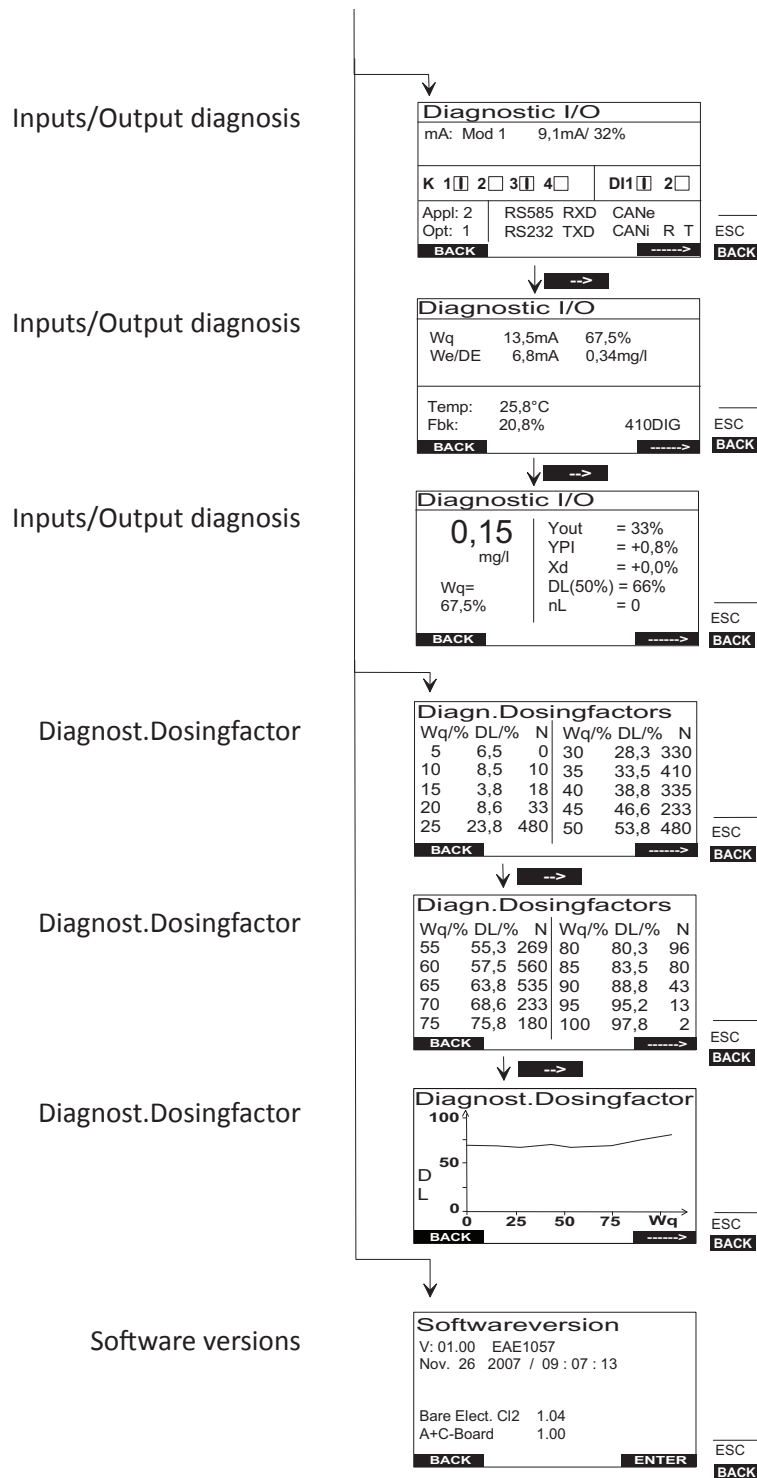 Inputs/Output diagnosis
Diagnostic I/O
mA: Mod 1 9,1mA/ 32%
K 1 2 3 4 DI1 2
Appl: 2 RS585 RXD CANe
Opt: 1 RS232 TXD CANi R T
BACK ------>
ESC
BACK
-->
Inputs/Output diagnosis
Diagnostic I/O
Wq 13,5mA 67,5%
We/DE 6,8mA 0,34mg/l
Temp: 25,8°C
Fbk: 20,8% 410DIG
BACK ------>
ESC
BACK
-->
Inputs/Output diagnosis
Diagnostic I/O
0,15
mg/l
Wq=
67,5%
Yout = 33%
YPI = +0,8%
Xd = +0,0%
DL(50%) = 66%
nL = 0
BACK ------>
ESC
BACK
Diagnost.Dosingfactor
Diagn.Dosingfactors
Wq/% DL/% N Wq/% DL/% N
5 6,5 0 30 28,3 330
10 8,5 10 35 33,5 410
15 3,8 18 40 38,8 335
20 8,6 33 45 46,6 233
25 23,8 480 50 53,8 480
BACK ------>
ESC
BACK
-->
Diagnost.Dosingfactor
Diagn.Dosingfactors
Wq/% DL/% N Wq/% DL/% N
55 55,3 269 80 80,3 96
60 57,5 560 85 83,5 80
65 63,8 535 90 88,8 43
70 68,6 233 95 95,2 13
75 75,8 180 100 97,8 2
BACK ------>
ESC
BACK
-->
Diagnost.Dosingfactor
Diagnost.Dosingfactor
100
50
D
L
0
0 25 50 75 Wq
BACK ------>
ESC
BACK
Software versions
Softwareversion
V: 01.00 EAE1057
Nov. 26 2007 / 09 : 07 : 13
Bare Elect. Cl2 1.04
A+C-Board 1.00
BACK ENTER
ESC
BACK